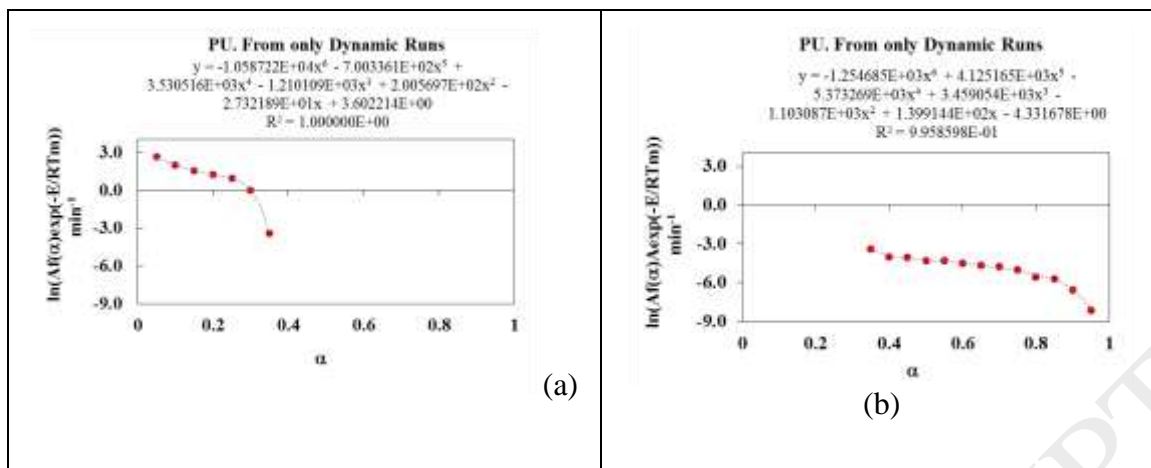 PU. From only Dynamic Runs
y = -1.058722E+04x⁶ - 7.003361E+02x⁵ +
3.530516E+03x⁴ - 1.210109E+03x³ + 2.005697E+02x² -
2.732189E+01x + 3.602214E+00
R² = 1.000000E+00
ln(Af(α)exp(-E/RTm))
min⁻¹
3.0
0.0
-3.0
-6.0
-9.0
0 0.2 0.4 0.6 0.8 1
α
(a)
PU. From only Dynamic Runs
y = -1.254685E+03x⁶ + 4.125165E+03x⁵ -
5.373269E+03x⁴ + 3.459054E+03x³ -
1.103087E+03x² + 1.399144E+02x - 4.331678E+00
R² = 9.958598E-01
ln(Af(α)Aexp(-E/RTm))
min⁻¹
3.0
0.0
-3.0
-6.0
-9.0
0 0.2 0.4 0.6 0.8 1
α
(b)